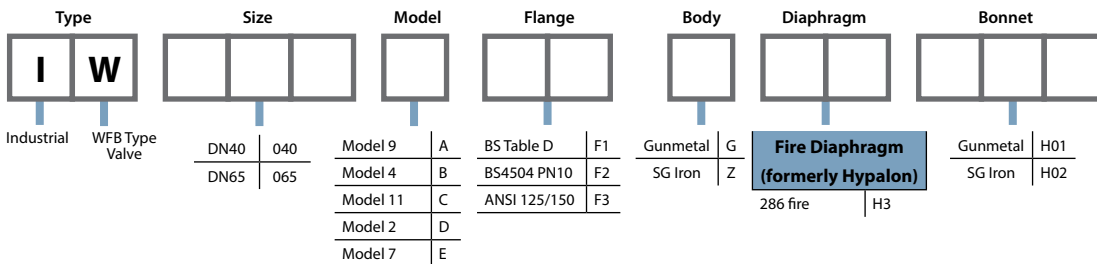 Type Size Model Flange Body Diaphragm Bonnet
I W
Industrial WFB Type
Valve
DN40 040
DN65 065
Model 9 A
Model 4 B
Model 11 C
Model 2 D
Model 7 E
BS Table D F1
BS4504 PN10 F2
ANSI 125/150 F3
Gunmetal G
SG Iron Z
Fire Diaphragm
(formerly Hypalon)
286 fire H3
Gunmetal H01
SG Iron H02